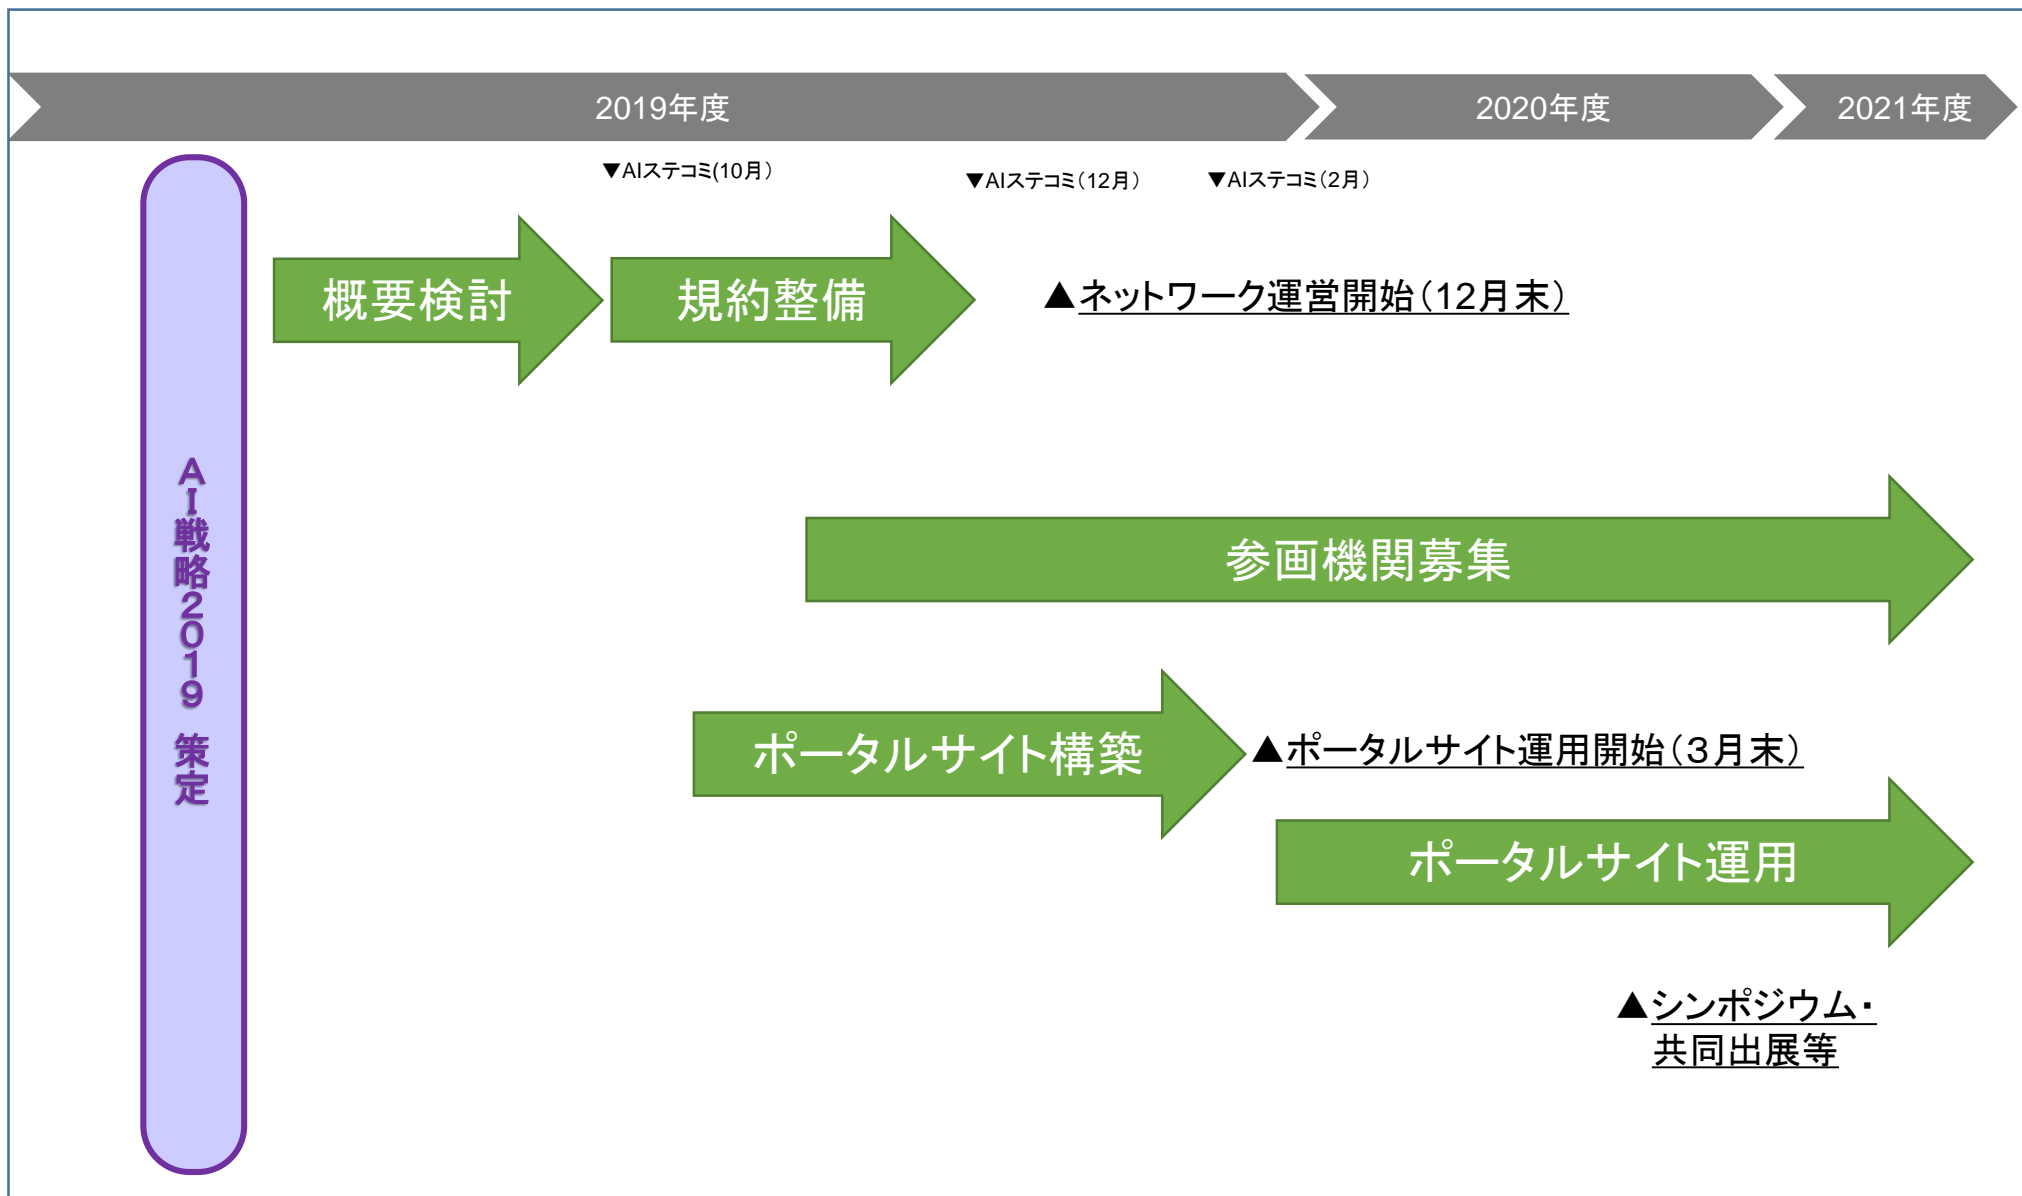 2019年度
2020年度
2021年度
▼AIステコミ(10月）
▼AIステコミ（12月）
▼AIステコミ（2月）
概要検討
規約整備
▲ネットワーク運営開始（12月末）
ＡＩ戦略２０１９　策定
参画機関募集
ポータルサイト構築
▲ポータルサイト運用開始（３月末）
ポータルサイト運用
▲シンポジウム・
共同出展等